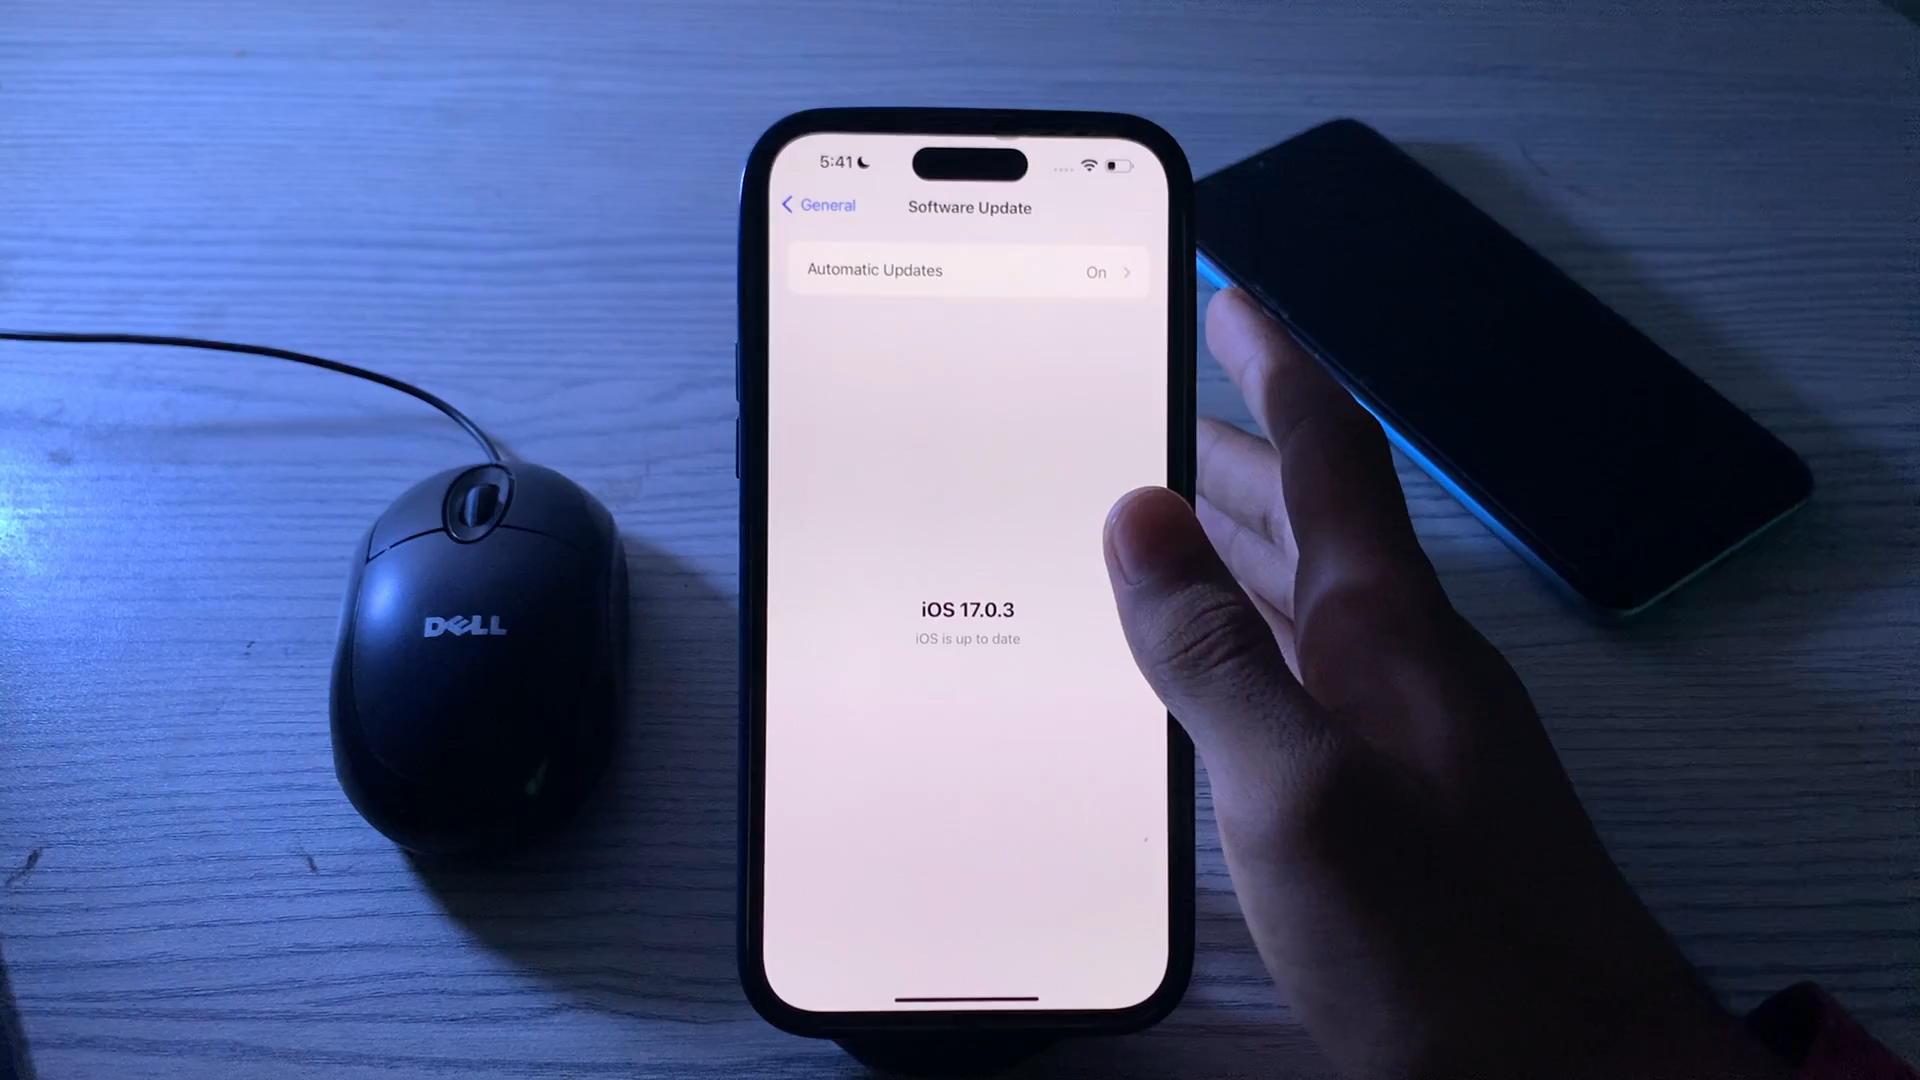 5:41
General
Software Update
Automatic Updates On
iOS 17.0.3
iOS is up to date
DELL